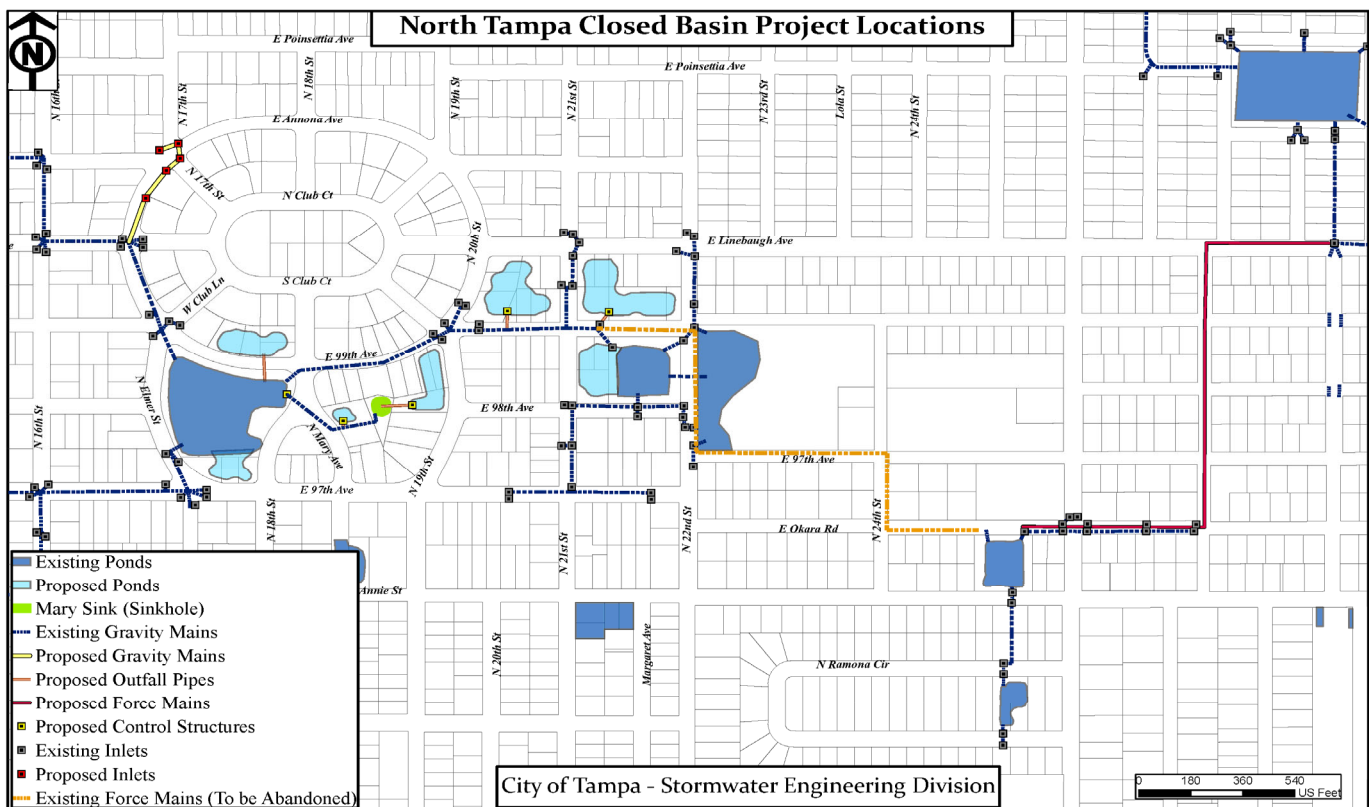 North Tampa Closed Basin Project Locations
N
E Poinsettia Ave
E Poinsettia Ave
N 16th St
N 17th St
N 18th St
N 19th St
N 21st St
N 23rd St
Lola St
N 24th St
E Annona Ave
N 17th St
N Club Ct
N 20th St
E Linebaugh Ave
S Club Ct
W Club Ln
E 99th Ave
N Elmer St
N 16th St
E 98th Ave
N Mary Ave
N 19th St
E 97th Ave
E 97th Ave
N 18th St
N 21st St
N 22nd St
E Okara Rd
N 24th St
Annie St
N 20th St
Margaret Ave
N Ramona Cir
Existing Ponds
Proposed Ponds
Mary Sink (Sinkhole)
Existing Gravity Mains
Proposed Gravity Mains
Proposed Outfall Pipes
Proposed Force Mains
Proposed Control Structures
Existing Inlets
Proposed Inlets
Existing Force Mains (To be Abandoned)
City of Tampa - Stormwater Engineering Division
0 180 360 540
US Feet